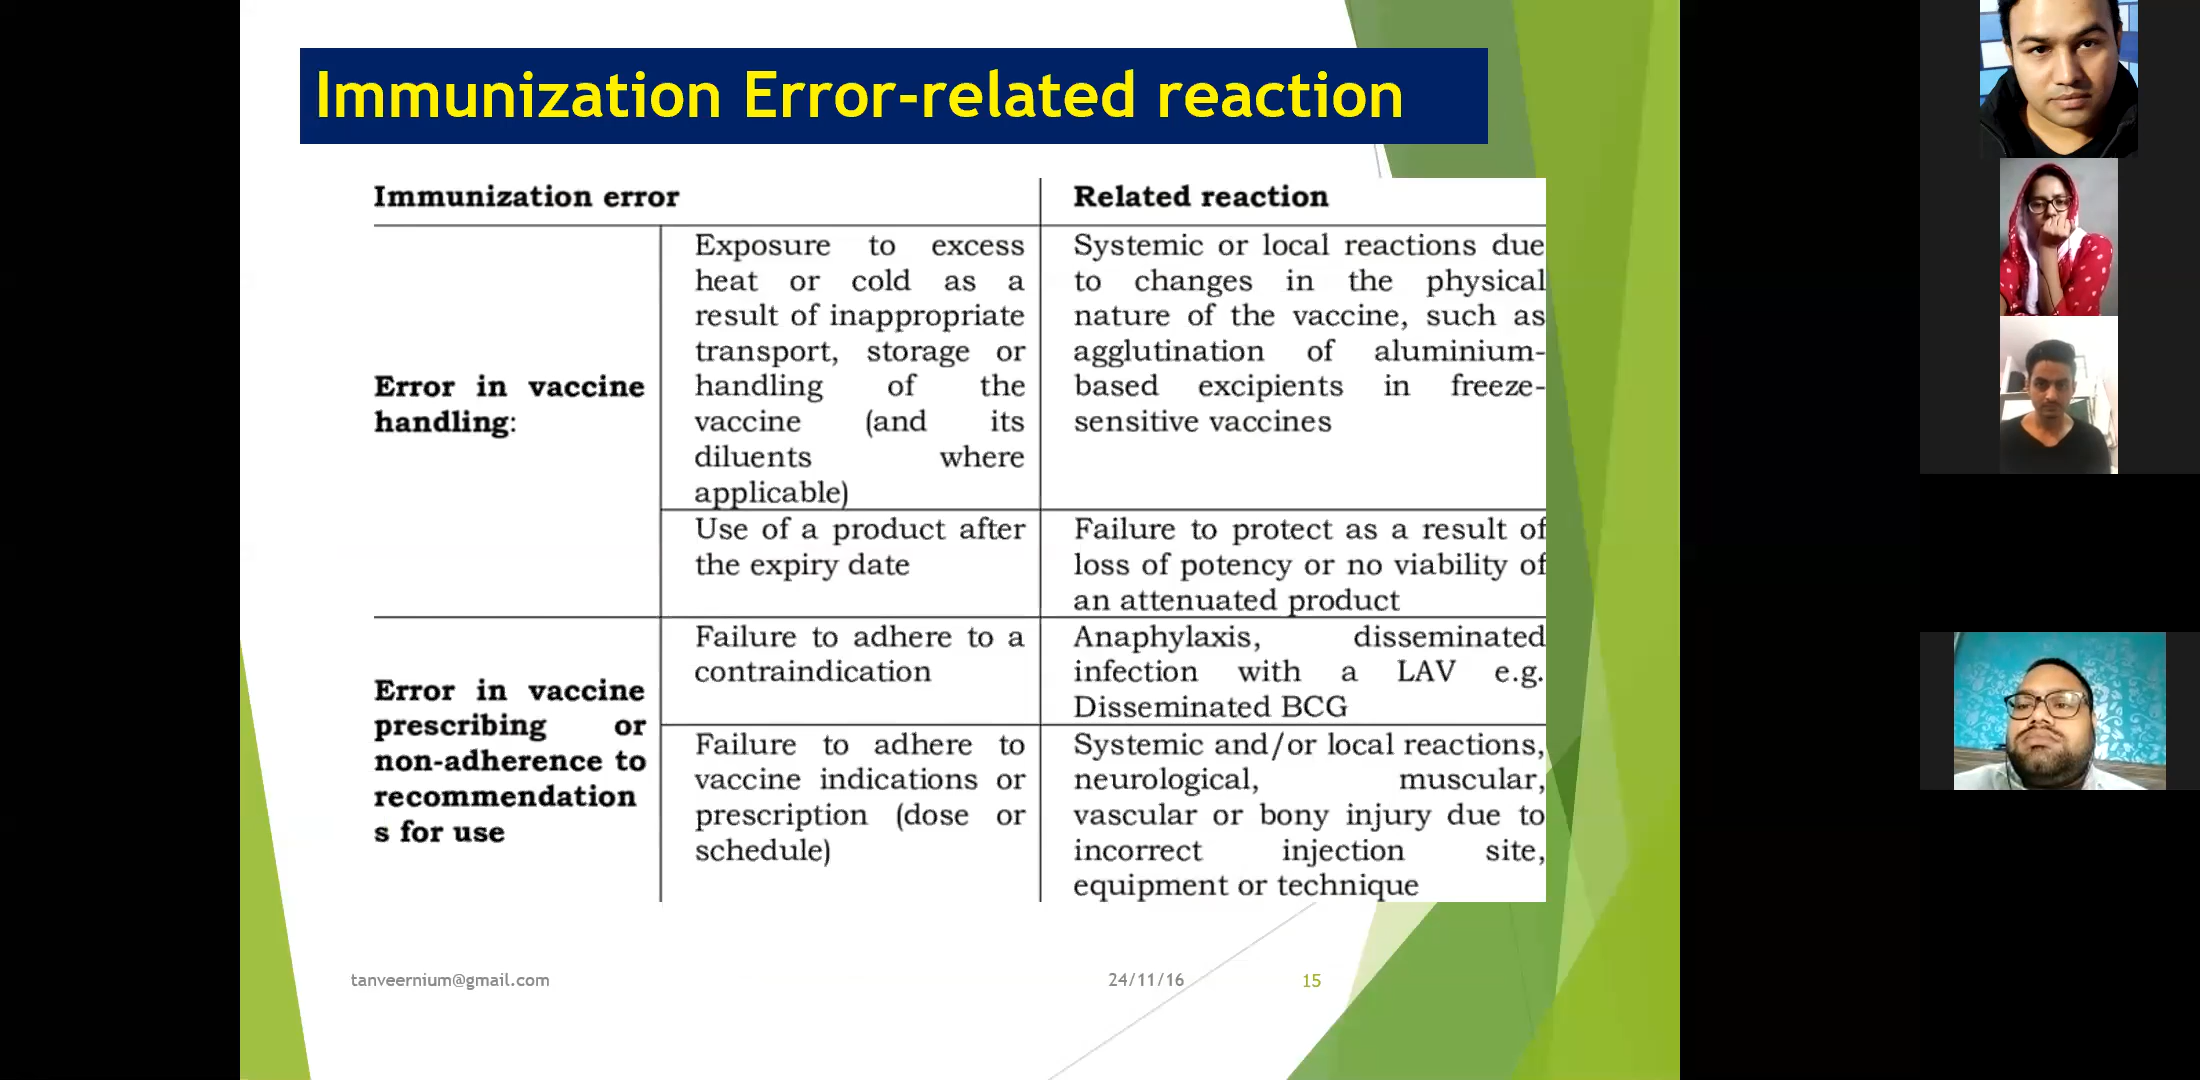 Immunization Error-related reaction
Immunization error
Related reaction
Error in vaccine
handling:
Exposure to excess
heat or cold as a
result of inappropriate
transport, storage or
handling of the
vaccine (and its
diluents where
applicable)
Systemic or local reactions due
to changes in the physical
nature of the vaccine, such as
agglutination of aluminium-
based excipients in freeze-
sensitive vaccines
Use of a product after
the expiry date
Failure to protect as a result of
loss of potency or no viability of
an attenuated product
Error in vaccine
prescribing or
non-adherence to
recommendation
s for use
Failure to adhere to a
contraindication
Anaphylaxis, disseminated
infection with a LAV e.g.
Disseminated BCG
Failure to adhere to
vaccine indications or
prescription (dose or
schedule)
Systemic and/or local reactions,
neurological, muscular,
vascular or bony injury due to
incorrect injection site,
equipment or technique
tanveernium@gmail.com
24/11/16
15